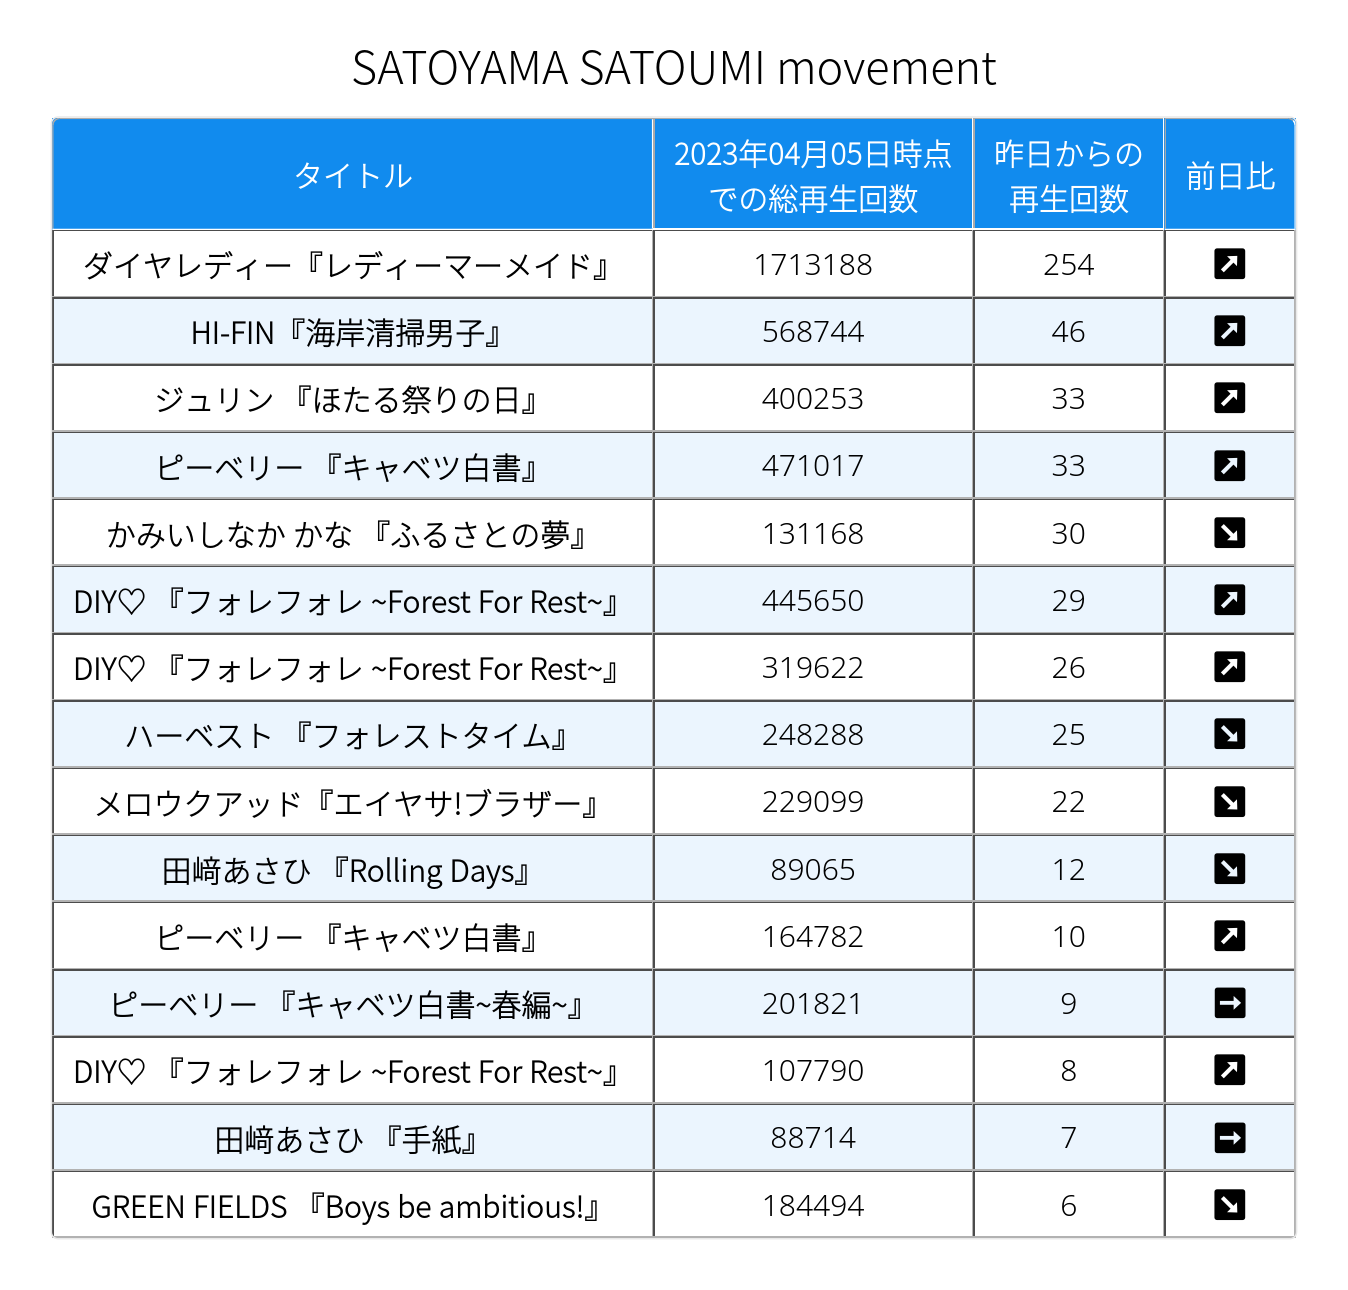 SATOYAMA SATOUMI movement
タイトル 2023年04月05日時点での総再生回数 昨日からの再生回数 前日比
ダイヤレディー『レディーマーメイド』 1713188 254 ↗
HI-FIN『海岸清掃男子』 568744 46 ↗
ジュリン 『ほたる祭りの日』 400253 33 ↗
ピーベリー 『キャベツ白書』 471017 33 ↗
かみいしなか かな 『ふるさとの夢』 131168 30 ↘
DIY♡ 『フォレフォレ ~Forest For Rest~』 445650 29 ↗
DIY♡ 『フォレフォレ ~Forest For Rest~』 319622 26 ↗
ハーベスト 『フォレストタイム』 248288 25 ↘
メロウクアッド『エイヤサ!ブラザー』 229099 22 ↘
田﨑あさひ 『Rolling Days』 89065 12 ↘
ピーベリー 『キャベツ白書』 164782 10 ↗
ピーベリー 『キャベツ白書~春編~』 201821 9 →
DIY♡ 『フォレフォレ ~Forest For Rest~』 107790 8 ↗
田﨑あさひ 『手紙』 88714 7 →
GREEN FIELDS 『Boys be ambitious!』 184494 6 ↘